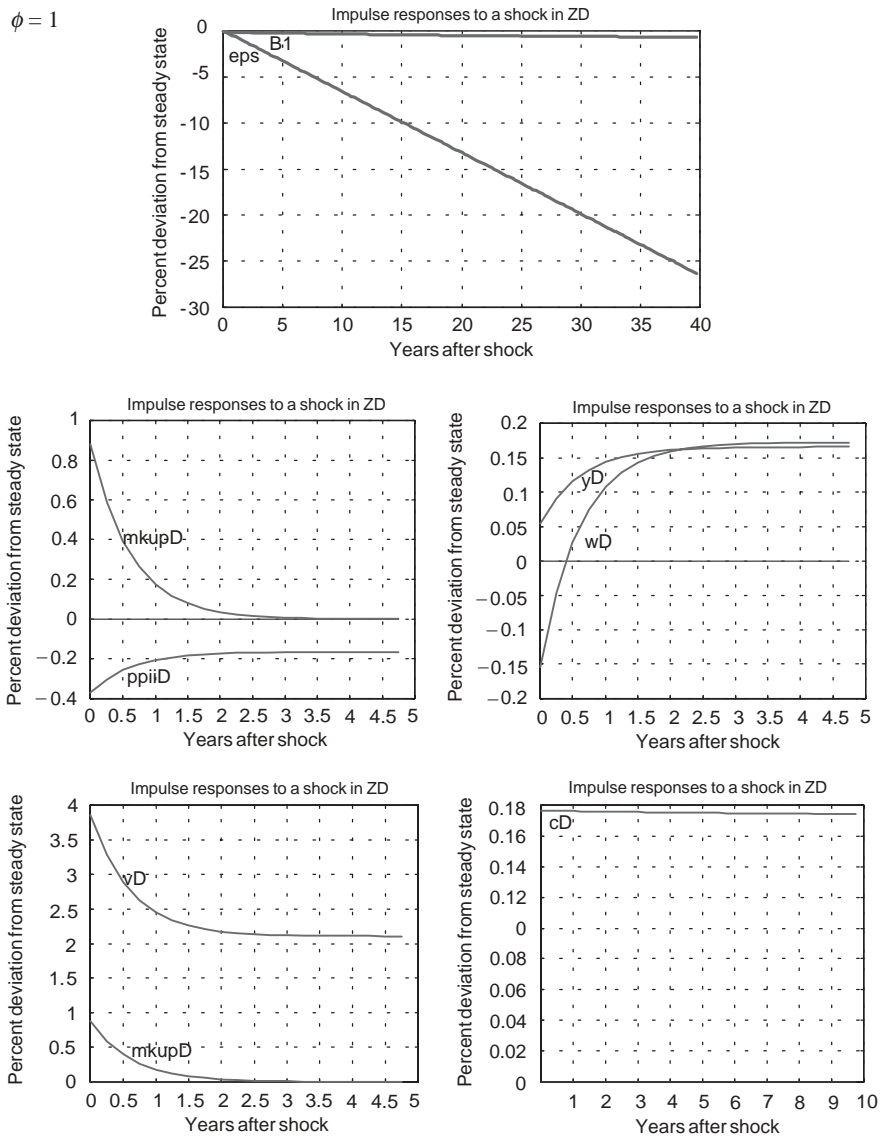 ϕ = 1
Impulse responses to a shock in ZD
Percent deviation from steady state
0
-5
-10
-15
-20
-25
-30
B1
eps
0 5 10 15 20 25 30 35 40
Years after shock
Impulse responses to a shock in ZD
Percent deviation from steady state
1
0.8
0.6
0.4
0.2
0
−0.2
−0.4
mkupD
ppiiD
0 0.5 1 1.5 2 2.5 3 3.5 4 4.5 5
Years after shock
Impulse responses to a shock in ZD
Percent deviation from steady state
0.2
0.15
0.1
0.05
0
−0.05
−0.1
−0.15
−0.2
yD
wD
0 0.5 1 1.5 2 2.5 3 3.5 4 4.5 5
Years after shock
Impulse responses to a shock in ZD
Percent deviation from steady state
4
3.5
3
2.5
2
1.5
1
0.5
0
vD
mkupD
0 0.5 1 1.5 2 2.5 3 3.5 4 4.5 5
Years after shock
Impulse responses to a shock in ZD
Percent deviation from steady state
0.18
0.16
0.14
0.12
0
0.08
0.06
0.04
0.02
0
cD
1 2 3 4 5 6 7 8 9 10
Years after shock